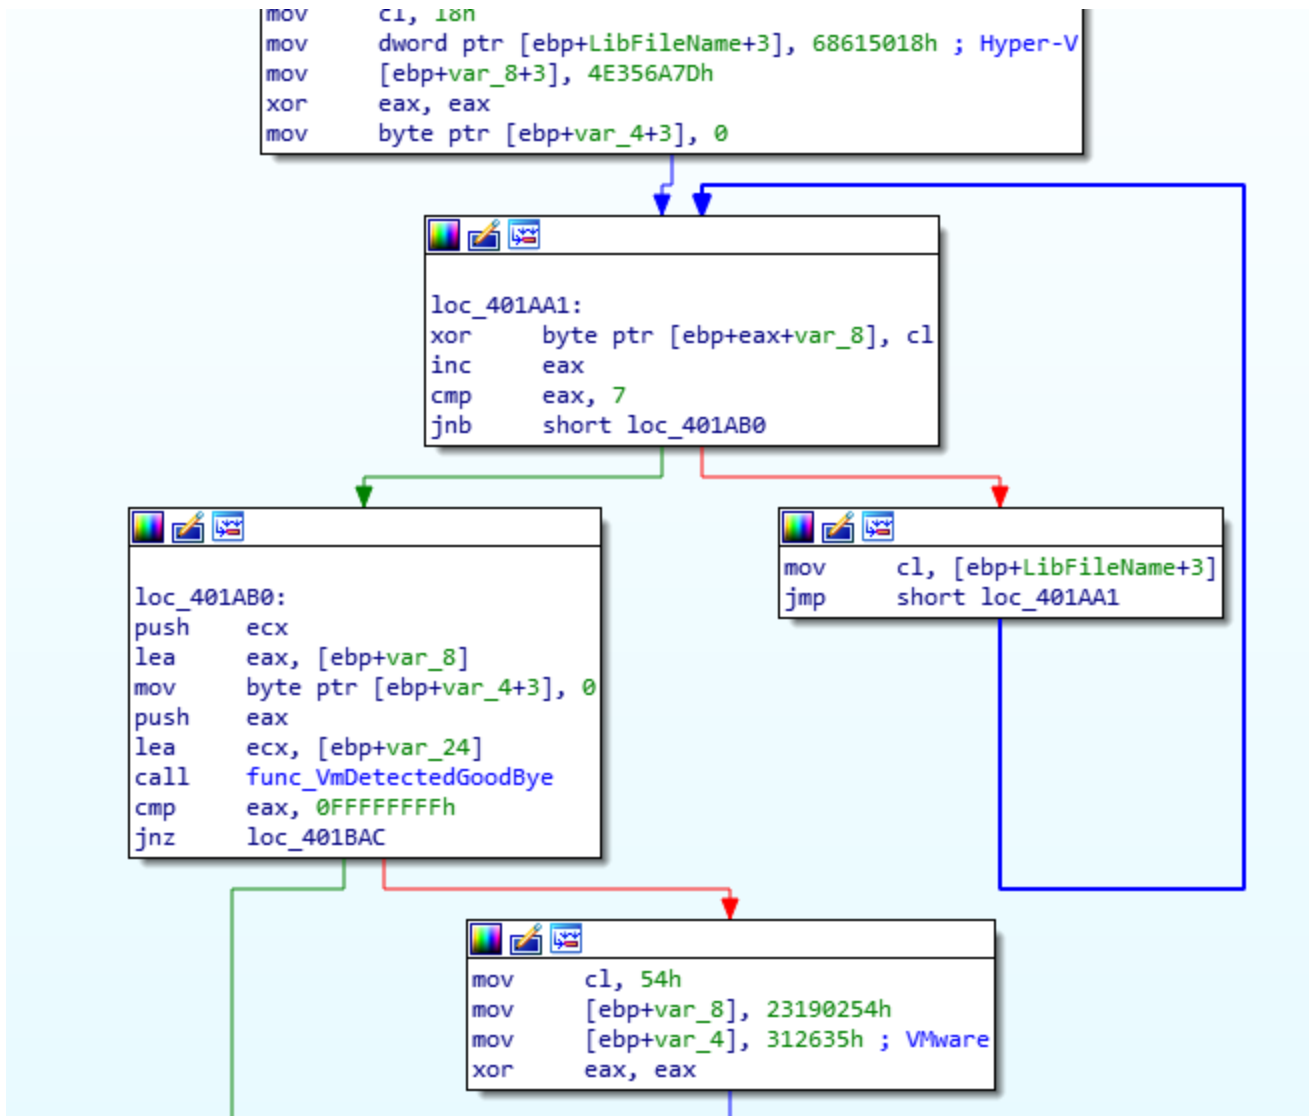 mov cl, 18h
mov dword ptr [ebp+LibFileName+3], 68615018h ; Hyper-V
mov [ebp+var_8+3], 4E356A7Dh
xor eax, eax
mov byte ptr [ebp+var_4+3], 0
loc_401AA1:
xor byte ptr [ebp+eax+var_8], cl
inc eax
cmp eax, 7
jnb short loc_401AB0
loc_401AB0:
push ecx
lea eax, [ebp+var_8]
mov byte ptr [ebp+var_4+3], 0
push eax
lea ecx, [ebp+var_24]
call func_VmDetectedGoodBye
cmp eax, 0FFFFFFFFh
jnz loc_401BAC
mov cl, [ebp+LibFileName+3]
jmp short loc_401AA1
mov cl, 54h
mov [ebp+var_8], 23190254h
mov [ebp+var_4], 312635h ; VMware
xor eax, eax